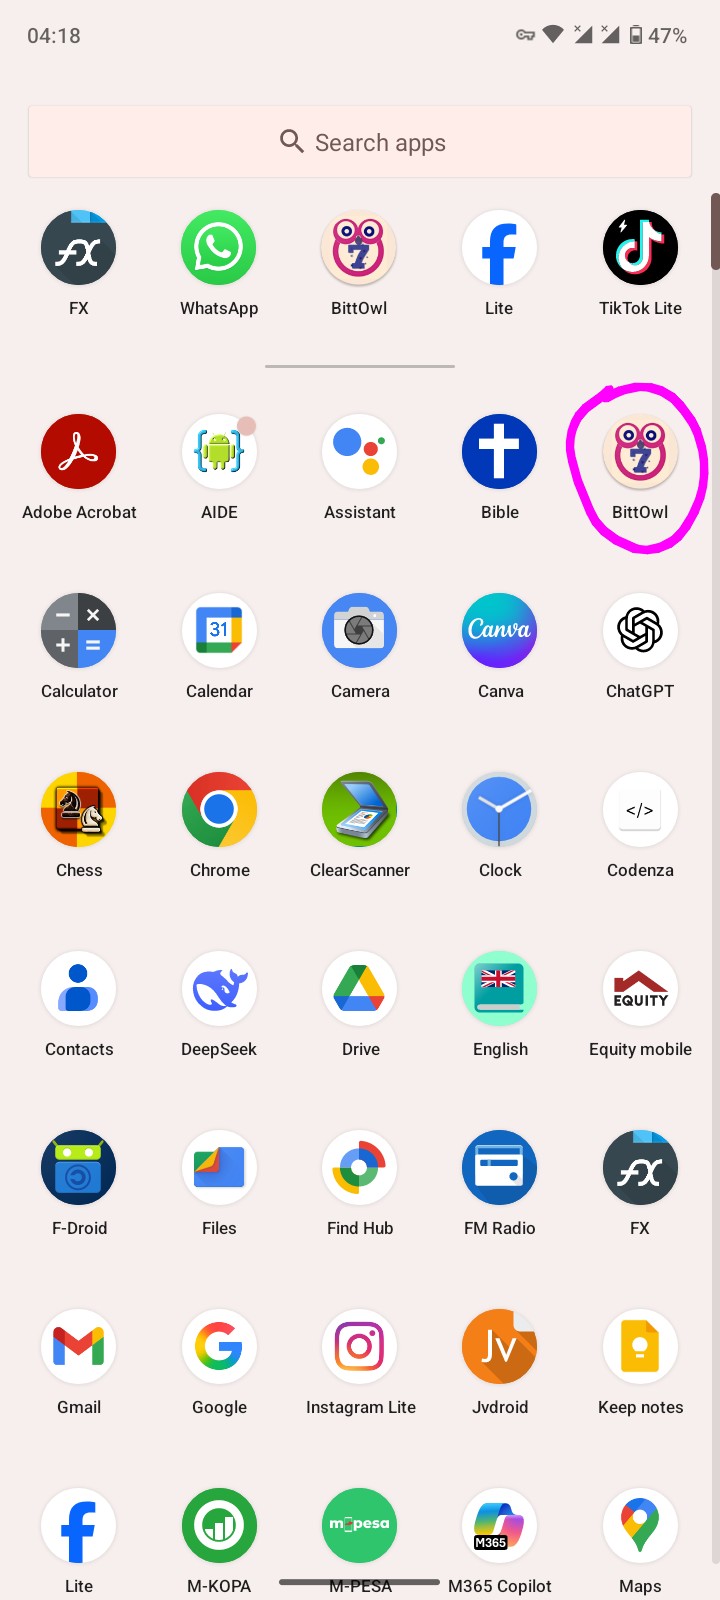 04:18 47%
Search apps
FX WhatsApp BittOwl Lite TikTok Lite
Adobe Acrobat AIDE Assistant Bible BittOwl
31 Canva
Calculator Calendar Camera Canva ChatGPT
</>
Chess Chrome ClearScanner Clock Codenza
EQUITY
Contacts DeepSeek Drive English Equity mobile
F-Droid Files Find Hub FM Radio FX
Jv
Gmail Google Instagram Lite Jvdroid Keep notes
m-pesa M365
Lite M-KOPA M-PESA M365 Copilot Maps